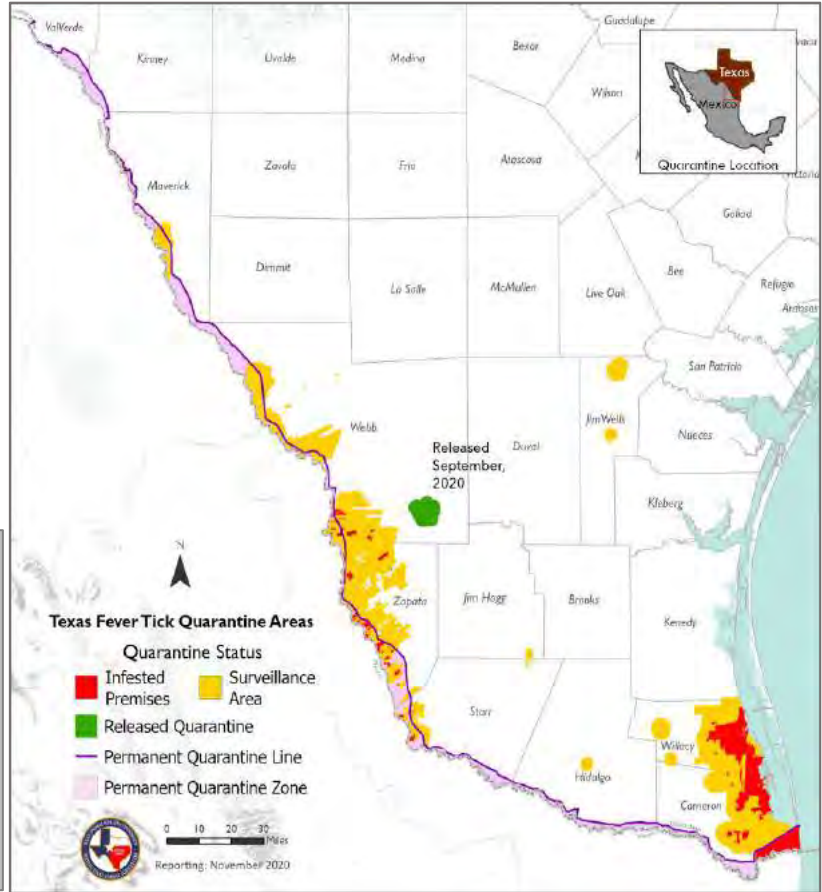 ValVerde
Kinney
Uvalde
Medina
Bexar
Guadalupe
Wilson
Texas
Mexico
Quarantine Location
Maverick
Zavala
Frio
Atascosa
Victoria
Goliad
Dimmit
La Salle
McMullen
Live Oak
Bee
Refugio
Aransas
San Patricio
Webb
Duval
Jim Wells
Nueces
Released
September,
2020
Kleberg
N
Zapata
Jim Hogg
Brooks
Kenedy
Texas Fever Tick Quarantine Areas
Quarantine Status
Infested
Premises
Surveillance
Area
Released Quarantine
Permanent Quarantine Line
Permanent Quarantine Zone
Starr
Hidalgo
Willacy
Cameron
0 10 20 30
Miles
Reporting: November 2020